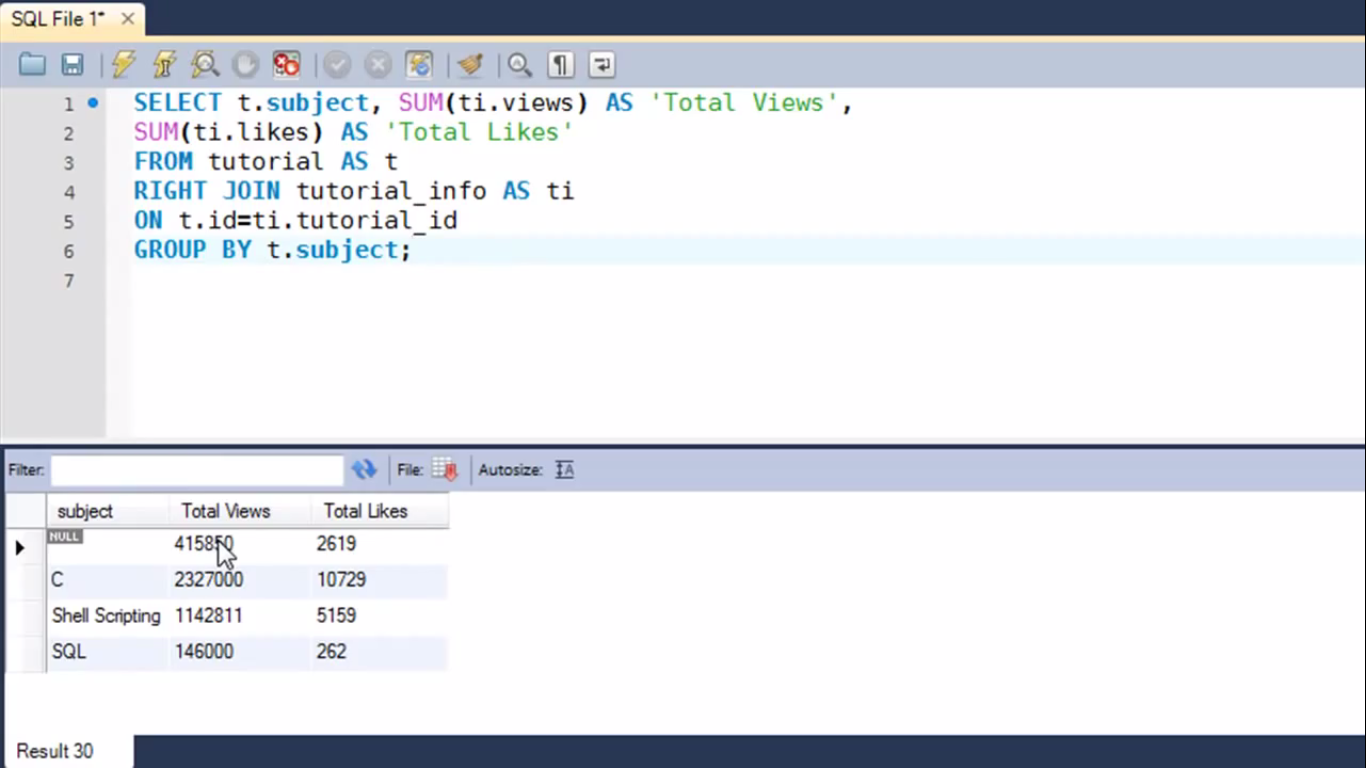 SQL File 1*
1 SELECT t.subject, SUM(ti.views) AS 'Total Views',
2 SUM(ti.likes) AS 'Total Likes'
3 FROM tutorial AS t
4 RIGHT JOIN tutorial_info AS ti
5 ON t.id=ti.tutorial_id
6 GROUP BY t.subject;
7
Filter: File: Autosize:
subject Total Views Total Likes
NULL 415850 2619
C 2327000 10729
Shell Scripting 1142811 5159
SQL 146000 262
Result 30